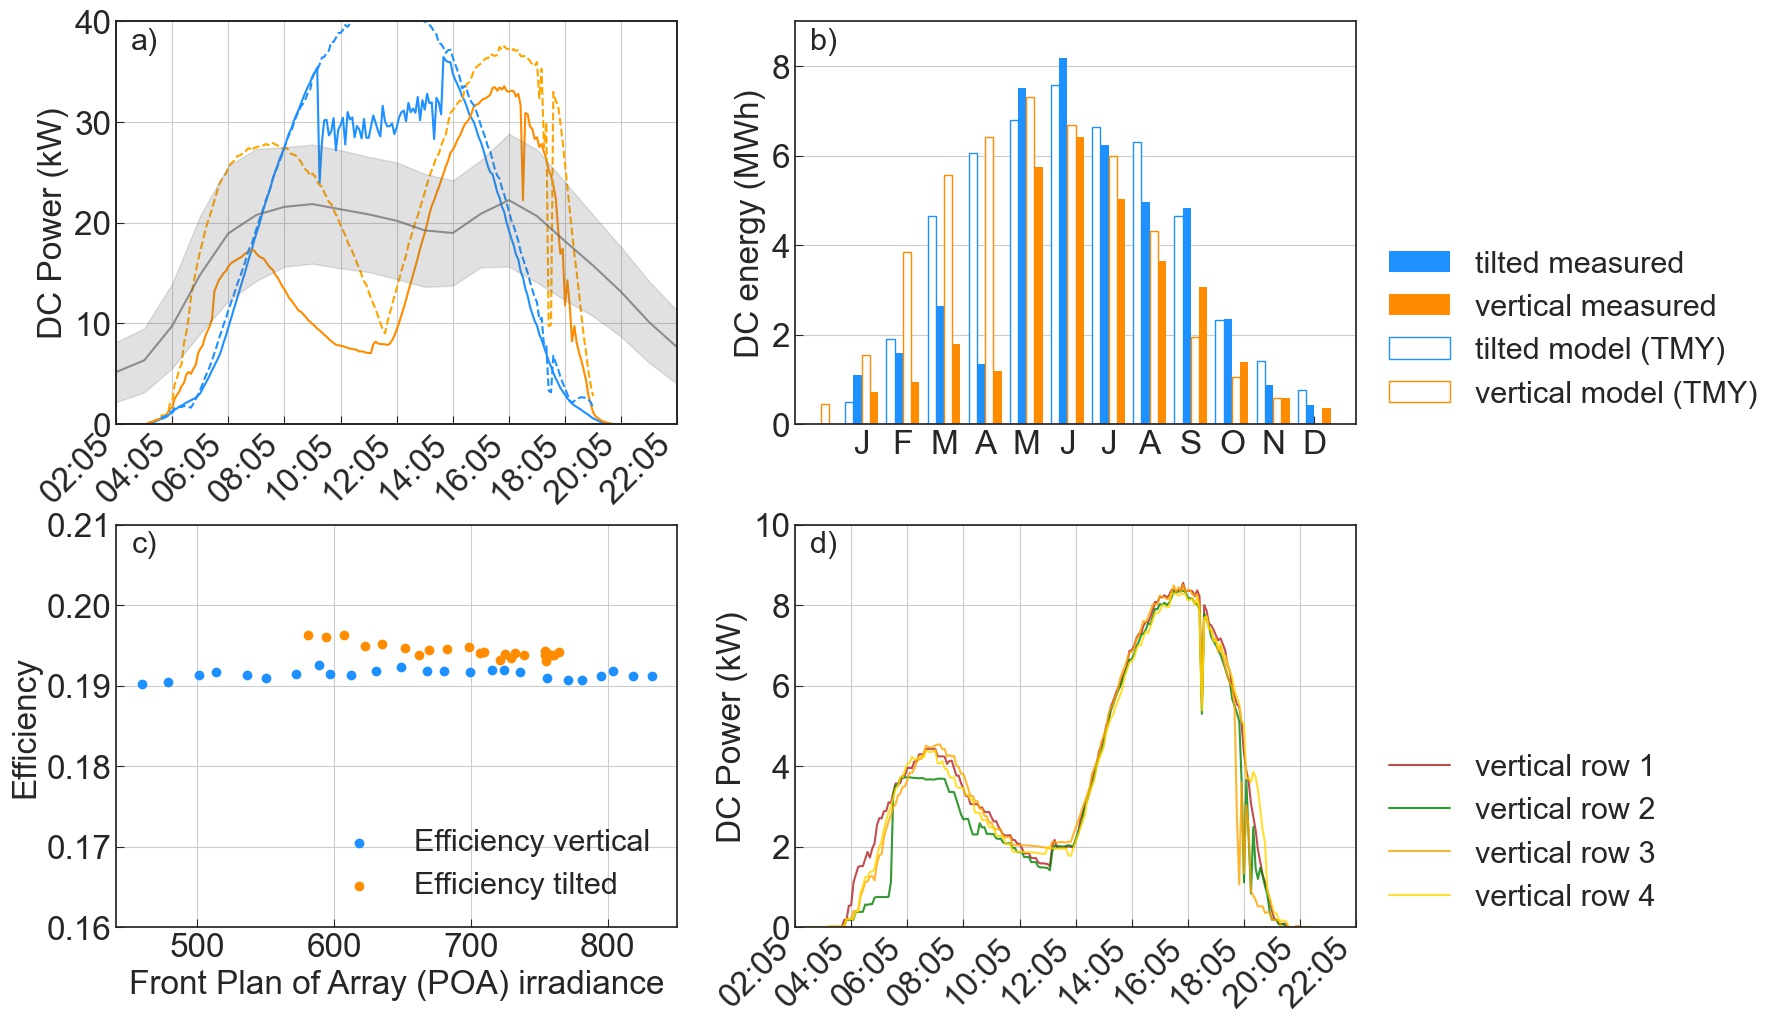 a)
DC Power (kW)
40
30
20
10
0
02:05
04:05
06:05
08:05
10:05
12:05
14:05
16:05
18:05
20:05
22:05
b)
DC energy (MWh)
8
6
4
2
0
J F M A M J J A S O N D
tilted measured
vertical measured
tilted model (TMY)
vertical model (TMY)
c)
Efficiency
0.21
0.20
0.19
0.18
0.17
0.16
Efficiency vertical
Efficiency tilted
500 600 700 800
Front Plan of Array (POA) irradiance
d)
DC Power (kW)
10
8
6
4
2
0
02:05
04:05
06:05
08:05
10:05
12:05
14:05
16:05
18:05
20:05
22:05
vertical row 1
vertical row 2
vertical row 3
vertical row 4